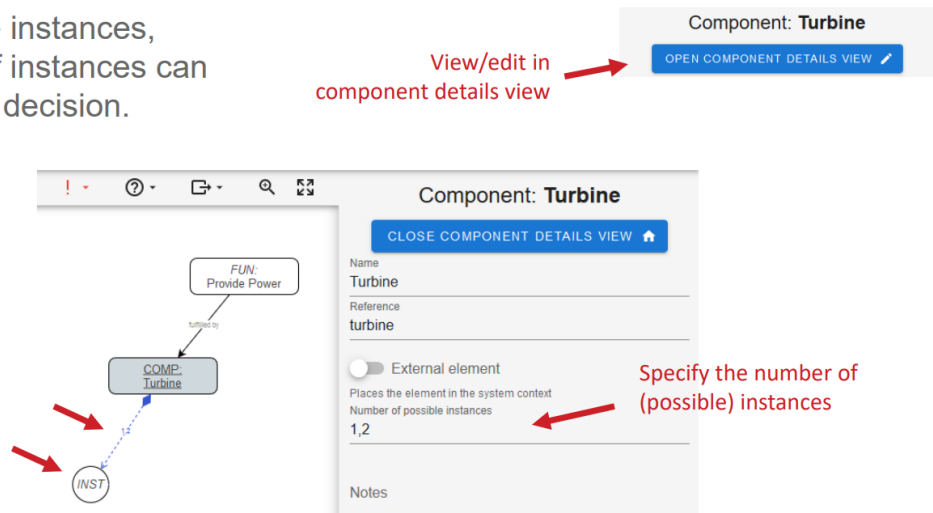 instances,
instances can
decision.
View/edit in
component details view
Component: Turbine
OPEN COMPONENT DETAILS VIEW
! 
Component: Turbine
CLOSE COMPONENT DETAILS VIEW
FUN:
Provide Power
fulfilled by
COMP:
Turbine
1,2
INST
Name
Turbine
Reference
turbine
External element
Places the element in the system context
Number of possible instances
1,2
Notes
Specify the number of
(possible) instances